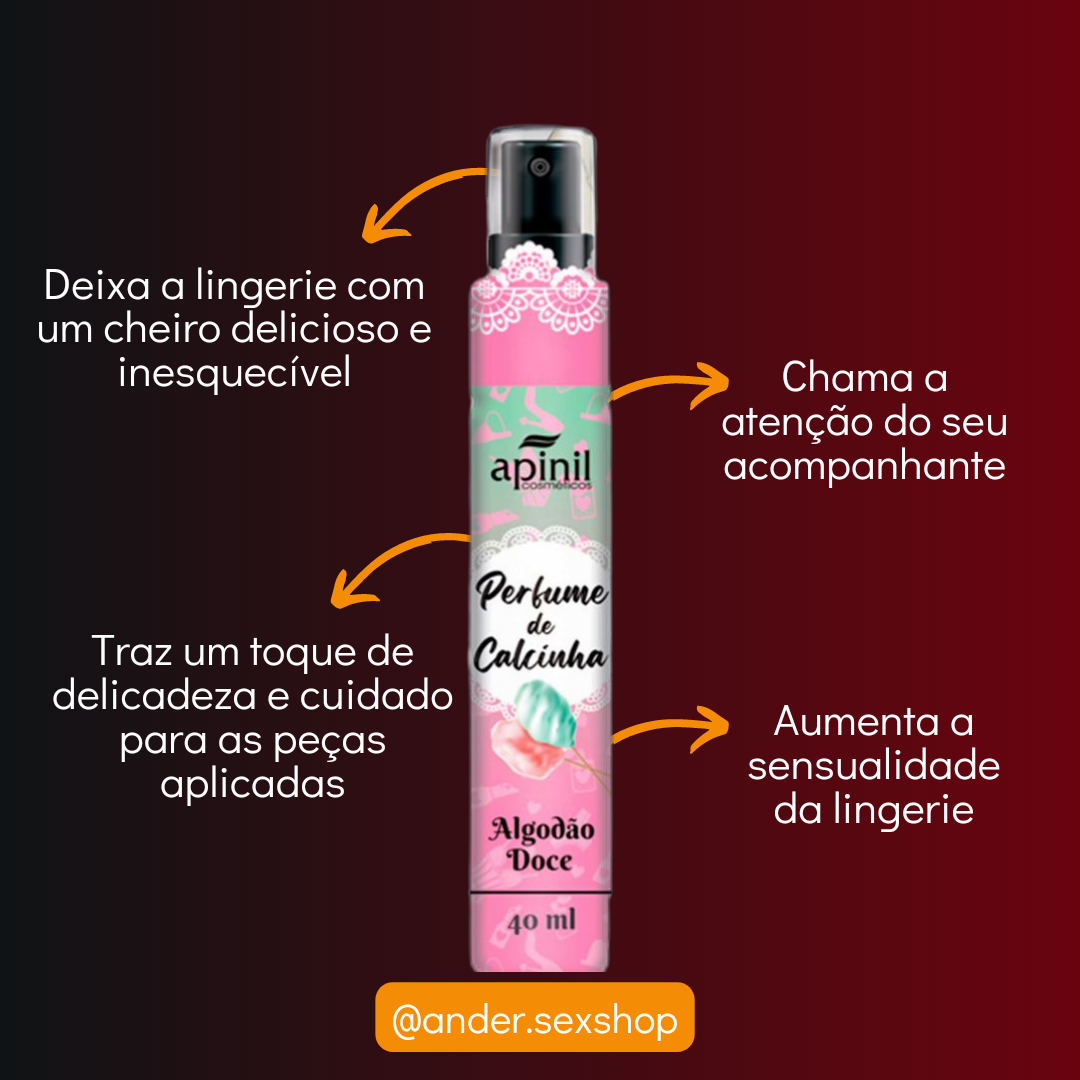 Deixa a lingerie com
um cheiro delicioso e
inesquecível
Chama a
atenção do seu
acompanhante
Traz um toque de
delicadeza e cuidado
para as peças
aplicadas
Aumenta a
sensualidade
da lingerie
apinil
cosméticos
Perfume
de
Calcinha
Algodão
Doce
40 ml
@ander.sexshop